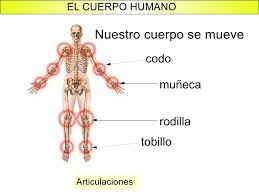 EL CUERPO HUMANO
Nuestro cuerpo se mueve
codo
muñeca
rodilla
tobillo
Articulaciones